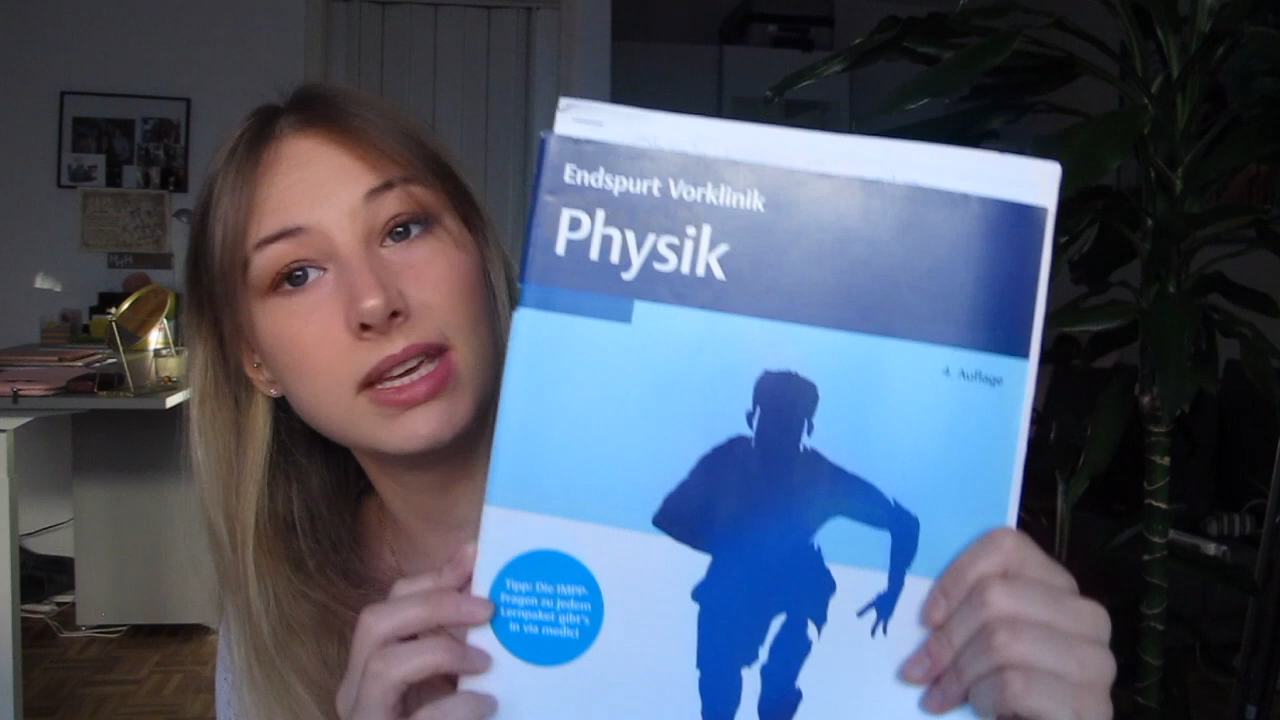 Endspurt Vorklinik
Physik
4. Auflage
Tipp: Die IMPP-
Fragen zu jedem
Lernpaket gibt's
in via medici